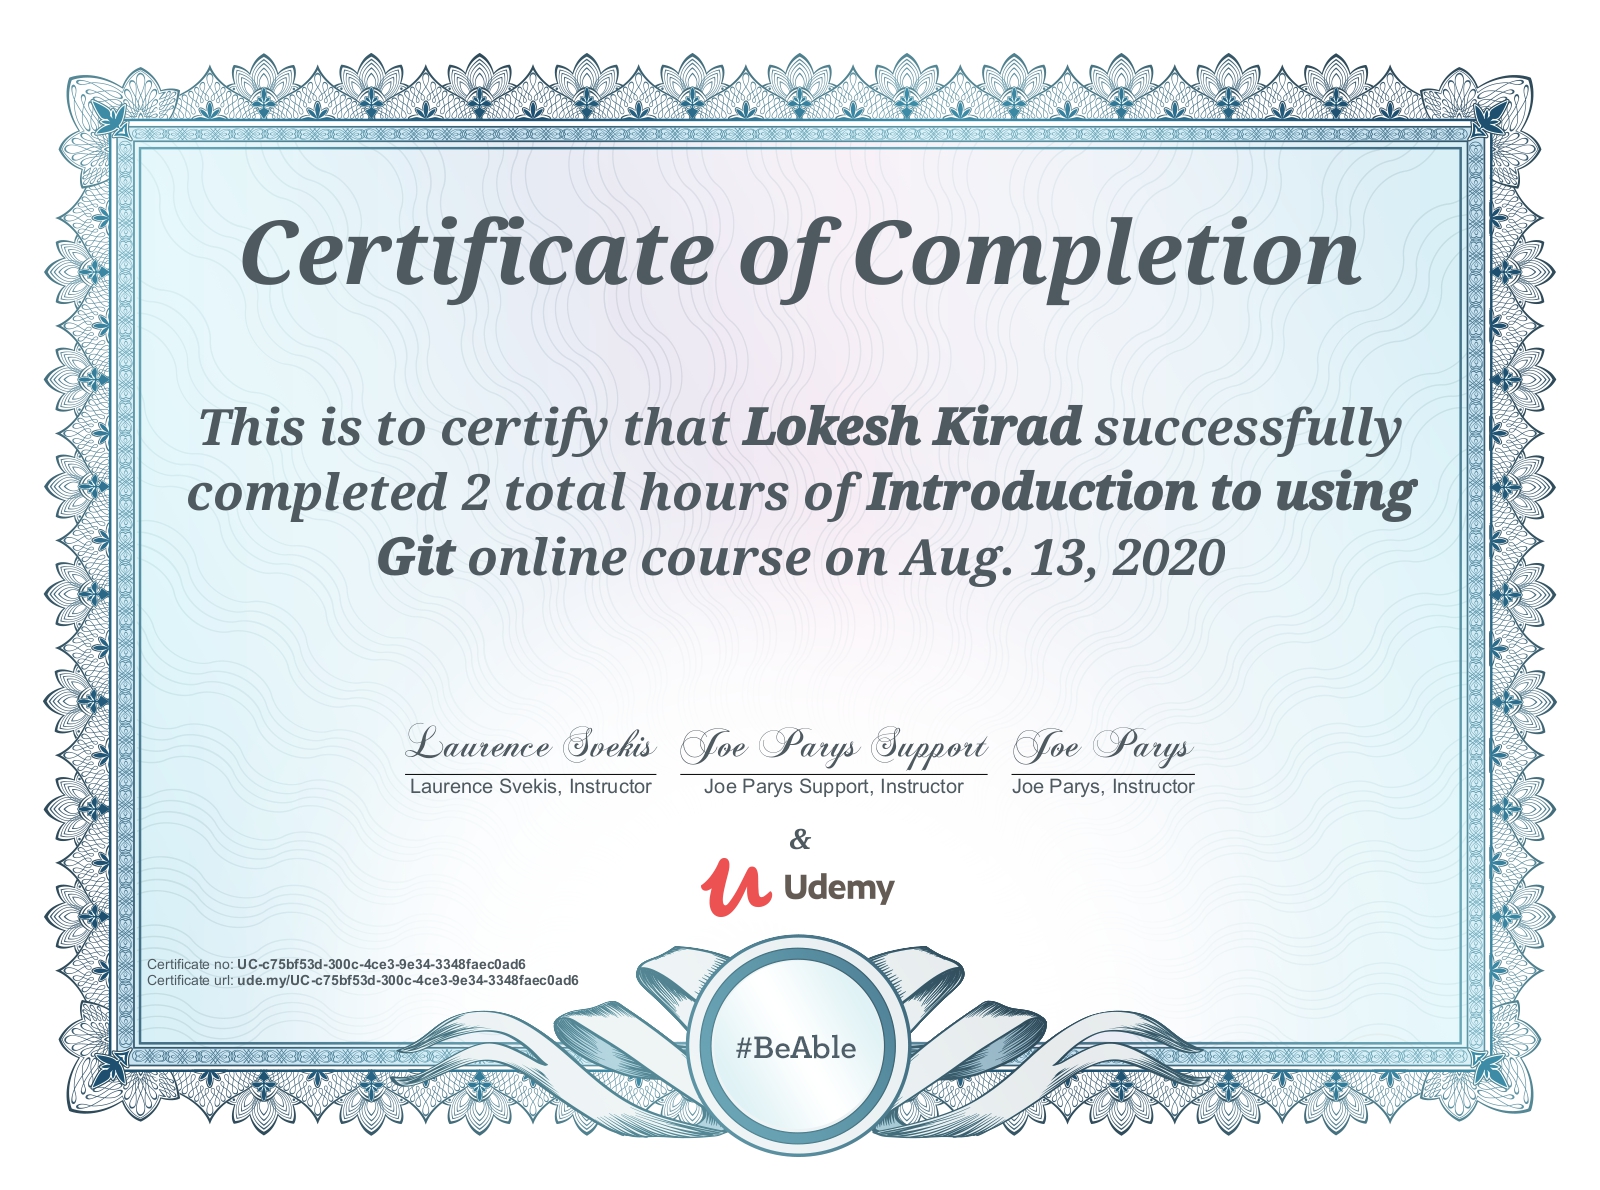 Certificate of Completion
This is to certify that Lokesh Kirad successfully
completed 2 total hours of Introduction to using
Git online course on Aug. 13, 2020
Laurence Svekis Joe Parys Support Joe Parys
Laurence Svekis, Instructor Joe Parys Support, Instructor Joe Parys, Instructor
&
Udemy
Certificate no: UC-c75bf53d-300c-4ce3-9e34-3348faec0ad6
Certificate url: ude.my/UC-c75bf53d-300c-4ce3-9e34-3348faec0ad6
#BeAble